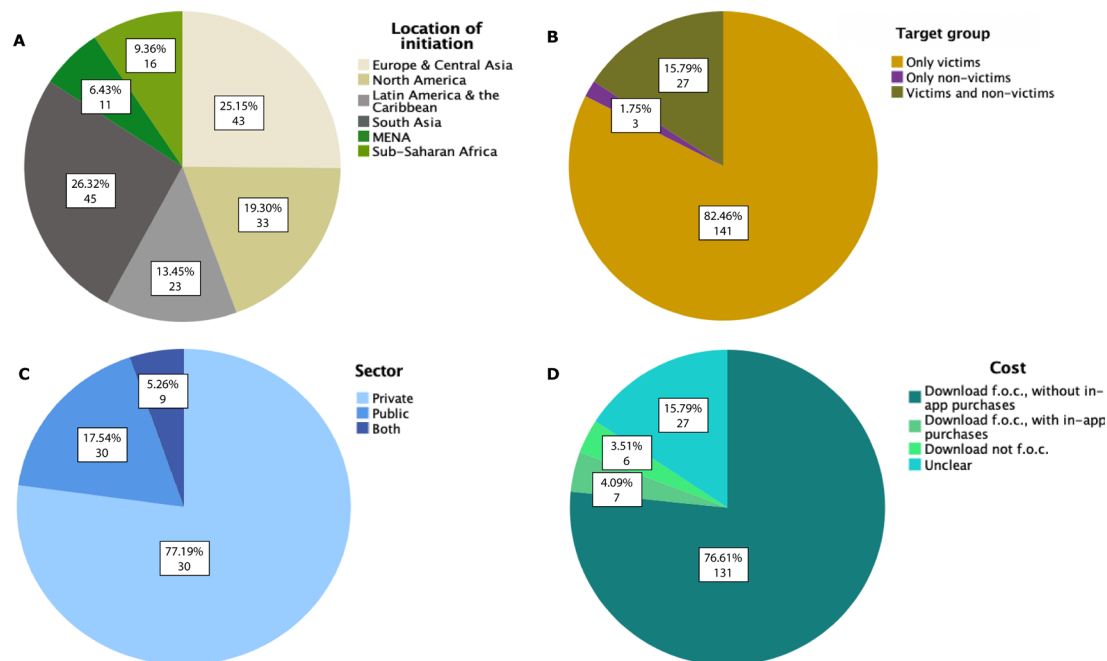 A
Location of
initiation
Europe & Central Asia
North America
Latin America & the
Caribbean
South Asia
MENA
Sub-Saharan Africa
9.36%
16
6.43%
11
25.15%
43
26.32%
45
19.30%
33
13.45%
23
B
Target group
Only victims
Only non-victims
Victims and non-victims
15.79%
27
1.75%
3
82.46%
141
C
Sector
Private
Public
Both
5.26%
9
17.54%
30
77.19%
30
D
Cost
Download f.o.c., without in-
app purchases
Download f.o.c., with in-app
purchases
Download not f.o.c.
Unclear
15.79%
27
3.51%
6
4.09%
7
76.61%
131